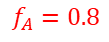 f_A = 0.8